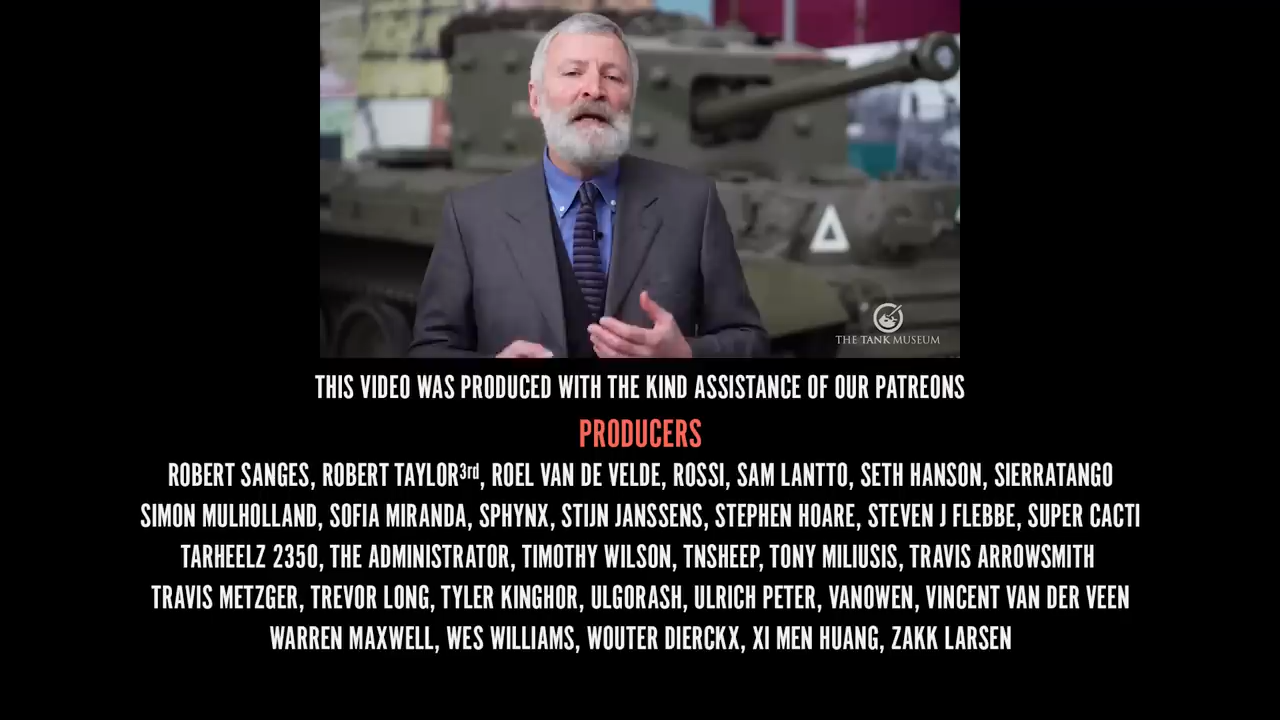 THE TANK MUSEUM
THIS VIDEO WAS PRODUCED WITH THE KIND ASSISTANCE OF OUR PATREONS
PRODUCERS
ROBERT SANGES, ROBERT TAYLOR3rd, ROEL VAN DE VELDE, ROSSI, SAM LANTTO, SETH HANSON, SIERRATANGO
SIMON MULHOLLAND, SOFIA MIRANDA, SPHYNX, STIJN JANSSENS, STEPHEN HOARE, STEVEN J FLEBBE, SUPER CACTI
TARHEELZ 2350, THE ADMINISTRATOR, TIMOTHY WILSON, TNSHEEP, TONY MILIUSIS, TRAVIS ARROWSMITH
TRAVIS METZGER, TREVOR LONG, TYLER KINGHOR, ULGORASH, ULRICH PETER, VANOWEN, VINCENT VAN DER VEEN
WARREN MAXWELL, WES WILLIAMS, WOUTER DIERCKX, XI MEN HUANG, ZAKK LARSEN